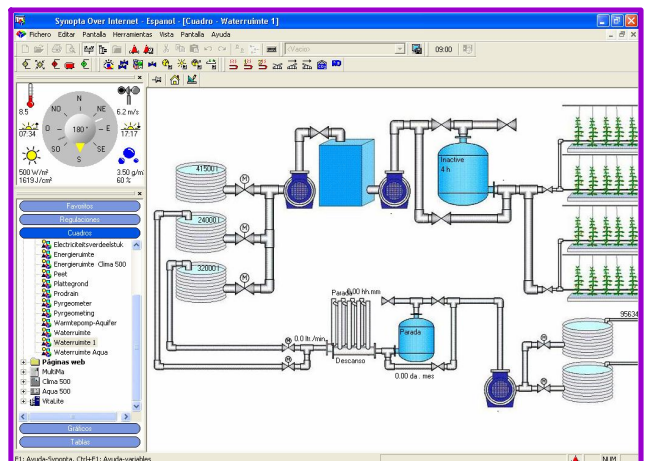 Synopta Over Internet - Espanol - [Cuadro - Waterruimte 1]
Fichero Editar Pantalla Herramientas Vista Pantalla Ayuda
(Vacío)
09:00
8.5
6.2 m/s
N
NO
NE
07:34
O
180°
E
17:17
SO
SE
S
500 W/m²
3.50 g/m
1619 J/cm²
60 %
Favoritos
Regulaciones
Cuadros
Electriciteitsverdeelstuk
Energieruimte
Energieruimte Clima 500
Peet
Plattegrond
Prodrain
Pyrgeometer
Pyrgeometing
Warmtepomp-Aquifer
Waterruimte
Waterruimte 1
Waterruimte Aqua
Páginas web
MultiMa
Clima 500
Aqua 500
VitaLite
Gráficos
Tablas
41500 l
M
24000 l
M
32000 l
M
Inactive
4 h
Parada
0.00 hh.mm
0.0 ltr./min
Descanso
Parada
0.00 da . mes
M
M
95634
F1: Ayuda-Synopta, Ctrl+F1: Ayuda-variables
NUM